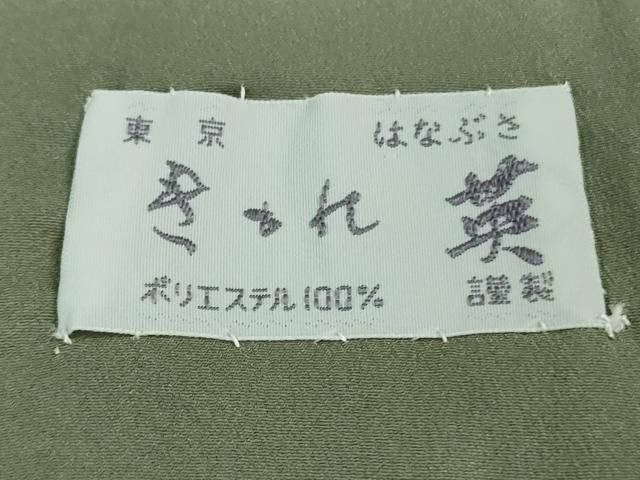 東京 はなぶさ
きもれ 英
ポリエステル100% 謹製